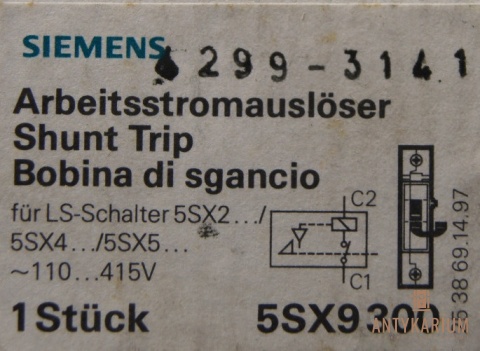 SIEMENS
299-3141
Arbeitsstromauslöser
Shunt Trip
Bobina di sgancio
für LS-Schalter 5SX2.../
5SX4.../5SX5...
~110...415V
1 Stück
5SX9 300
C2
C1
5 38 69.14.97
ANTYKARIUM